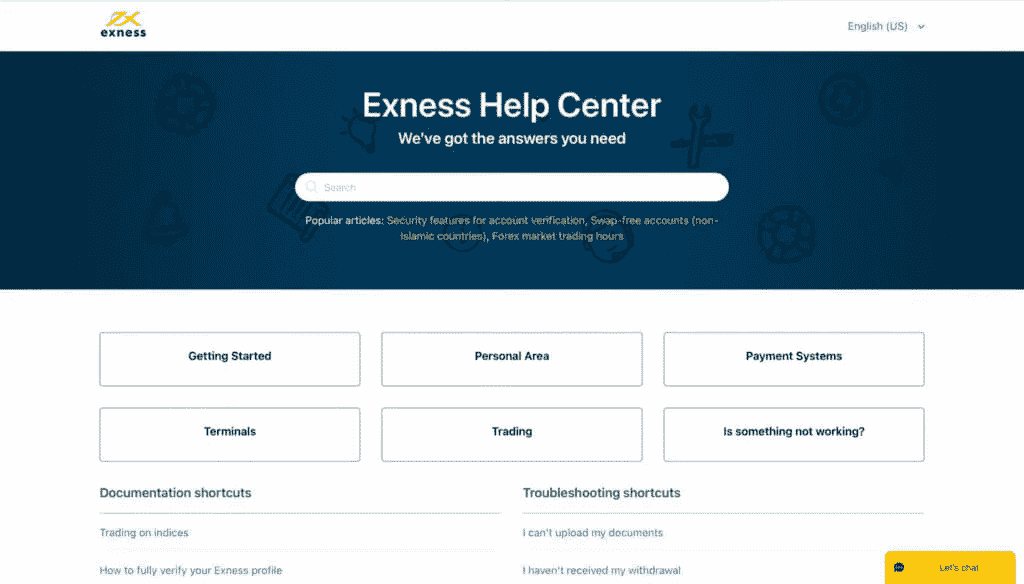 exness
English (US)
Exness Help Center
We've got the answers you need
Search
Popular articles: Security features for account verification, Swap-free accounts (non-
Islamic countries), Forex market trading hours
Getting Started
Personal Area
Payment Systems
Terminals
Trading
Is something not working?
Documentation shortcuts
Trading on indices
How to fully verify your Exness profile
Troubleshooting shortcuts
I can't upload my documents
I haven't received my withdrawal
Let's chat